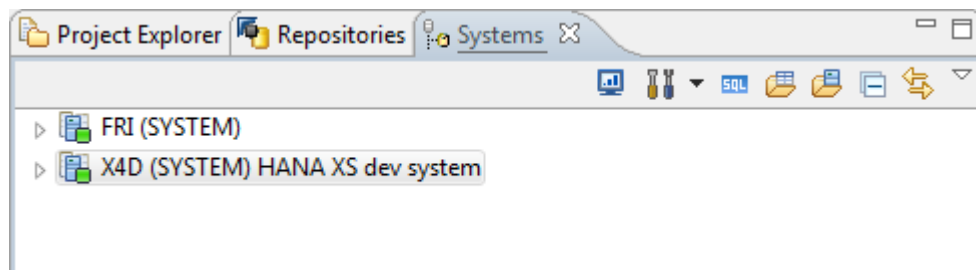 Project Explorer Repositories Systems
SQL
FRI (SYSTEM)
X4D (SYSTEM) HANA XS dev system